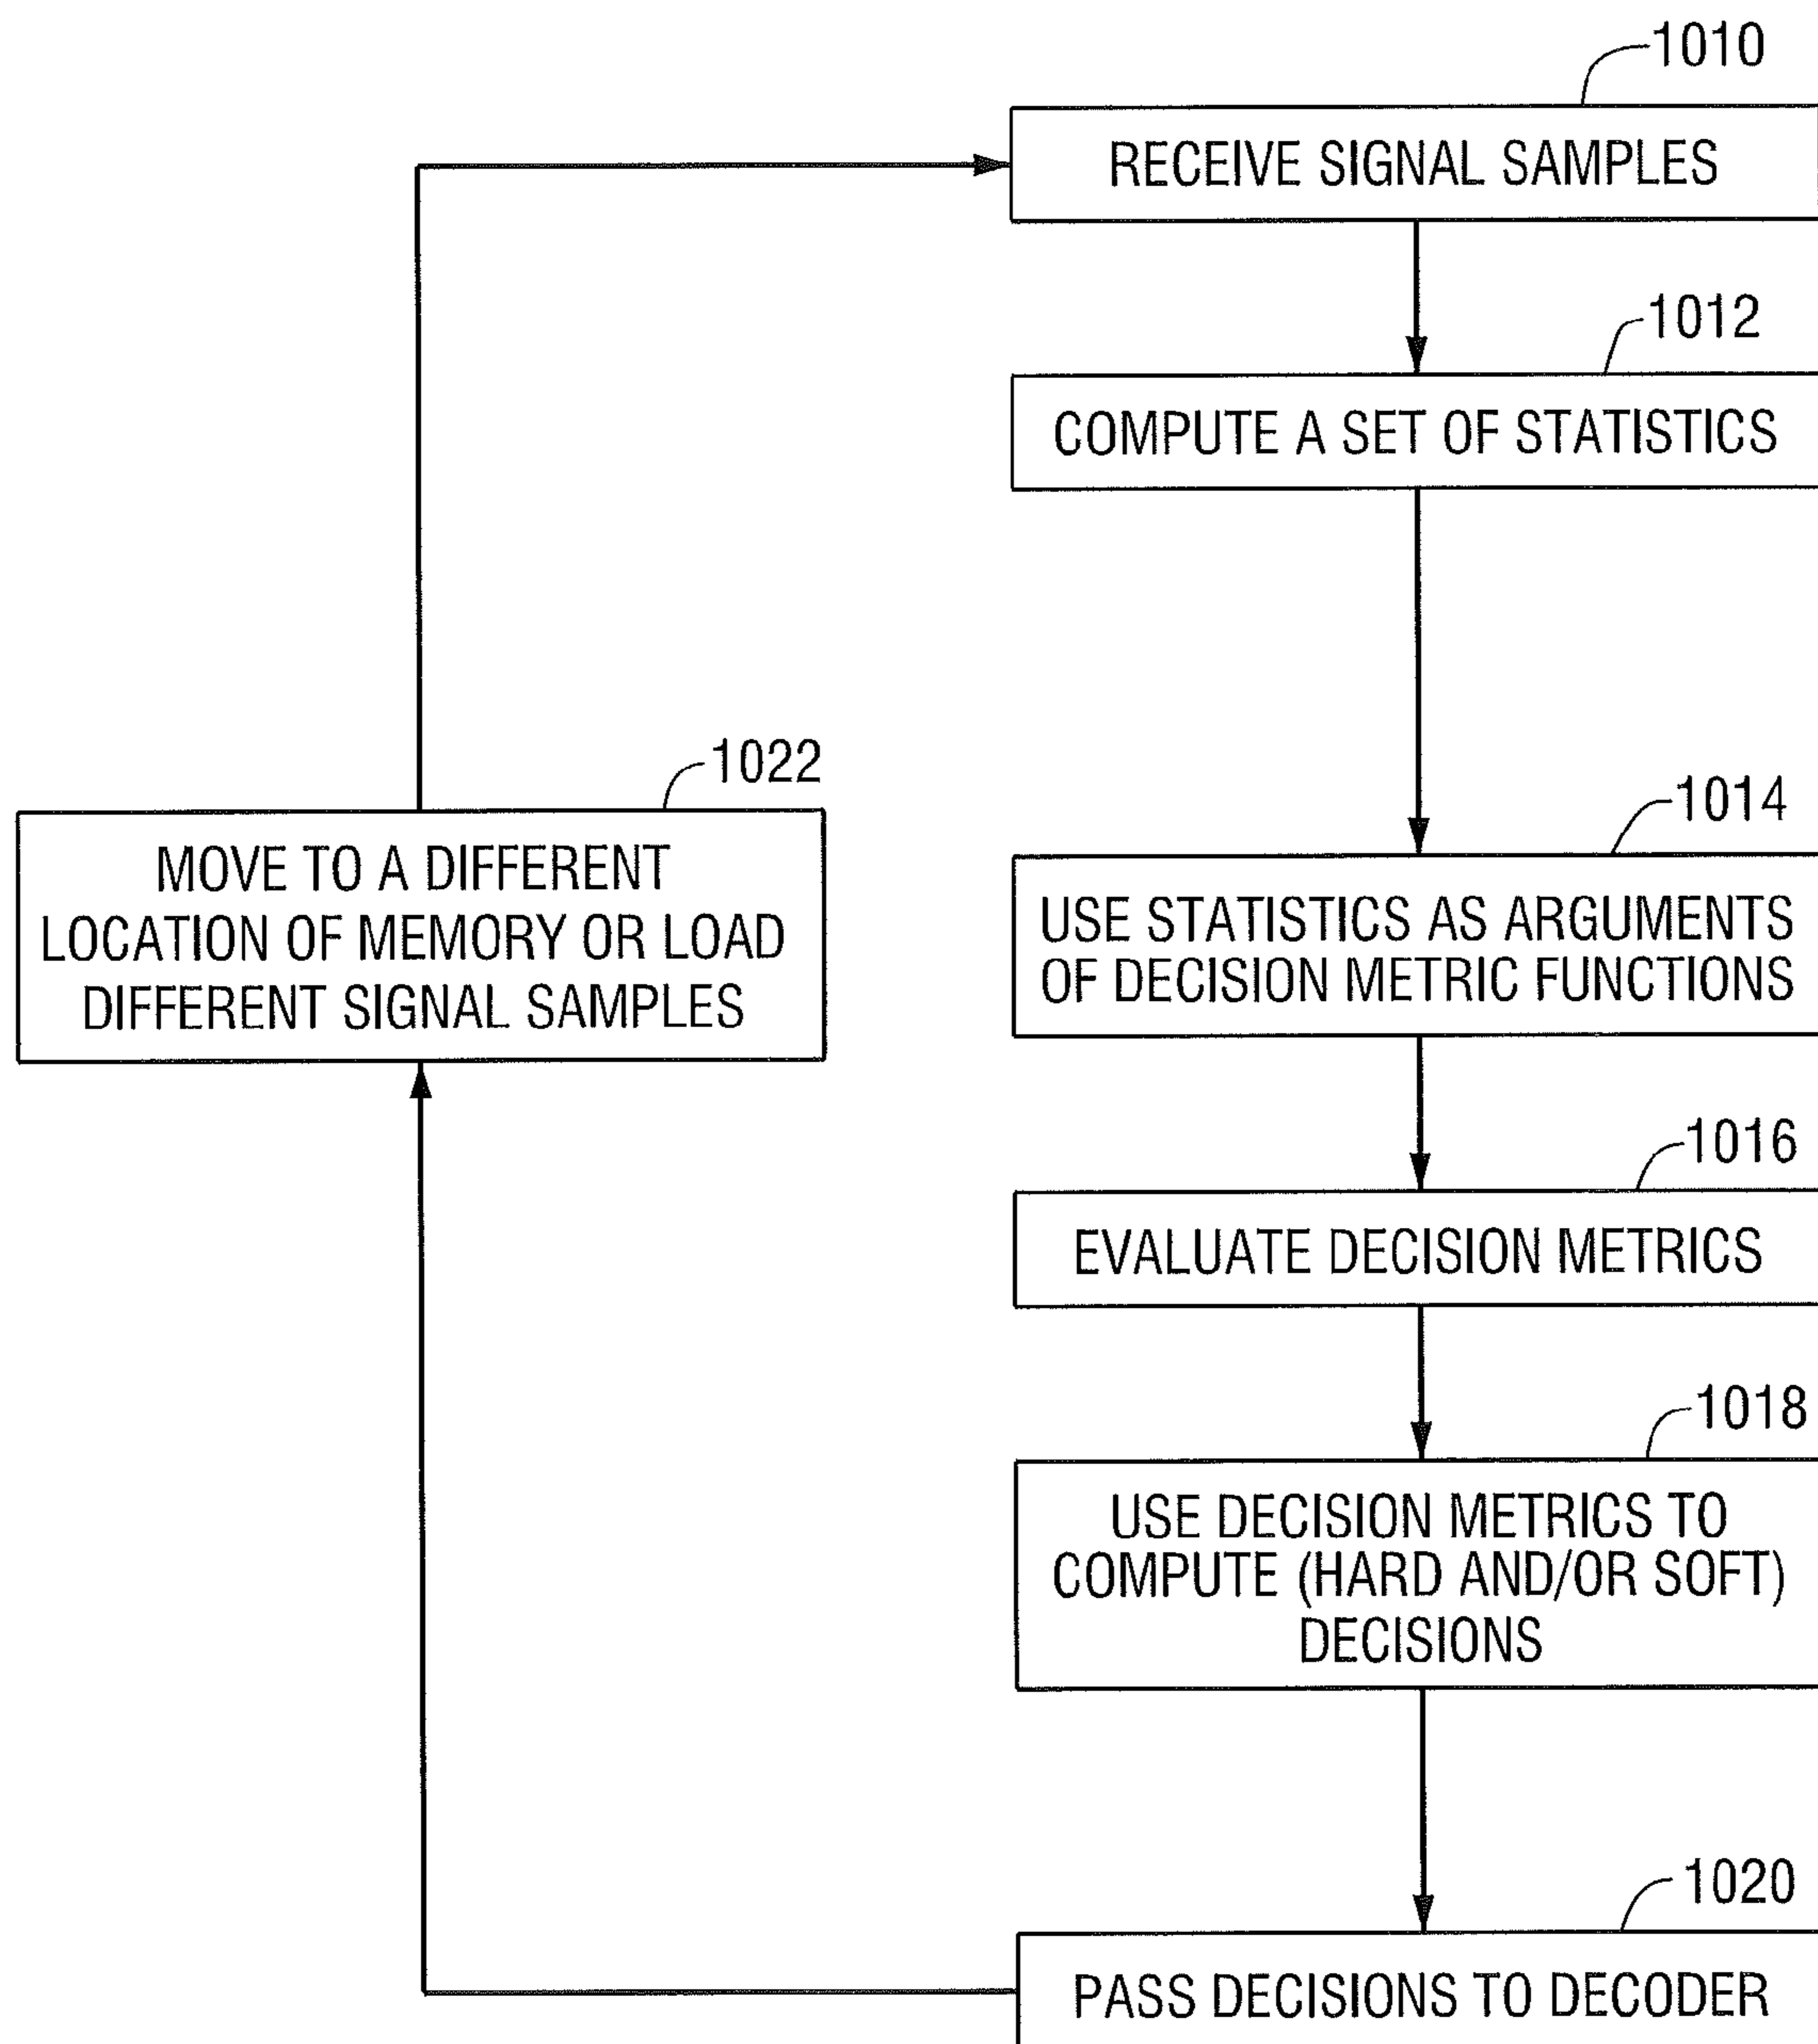 1010
RECEIVE SIGNAL SAMPLES
1012
COMPUTE A SET OF STATISTICS
1014
USE STATISTICS AS ARGUMENTS
OF DECISION METRIC FUNCTIONS
1016
EVALUATE DECISION METRICS
1018
USE DECISION METRICS TO
COMPUTE (HARD AND/OR SOFT)
DECISIONS
1020
PASS DECISIONS TO DECODER
1022
MOVE TO A DIFFERENT
LOCATION OF MEMORY OR LOAD
DIFFERENT SIGNAL SAMPLES